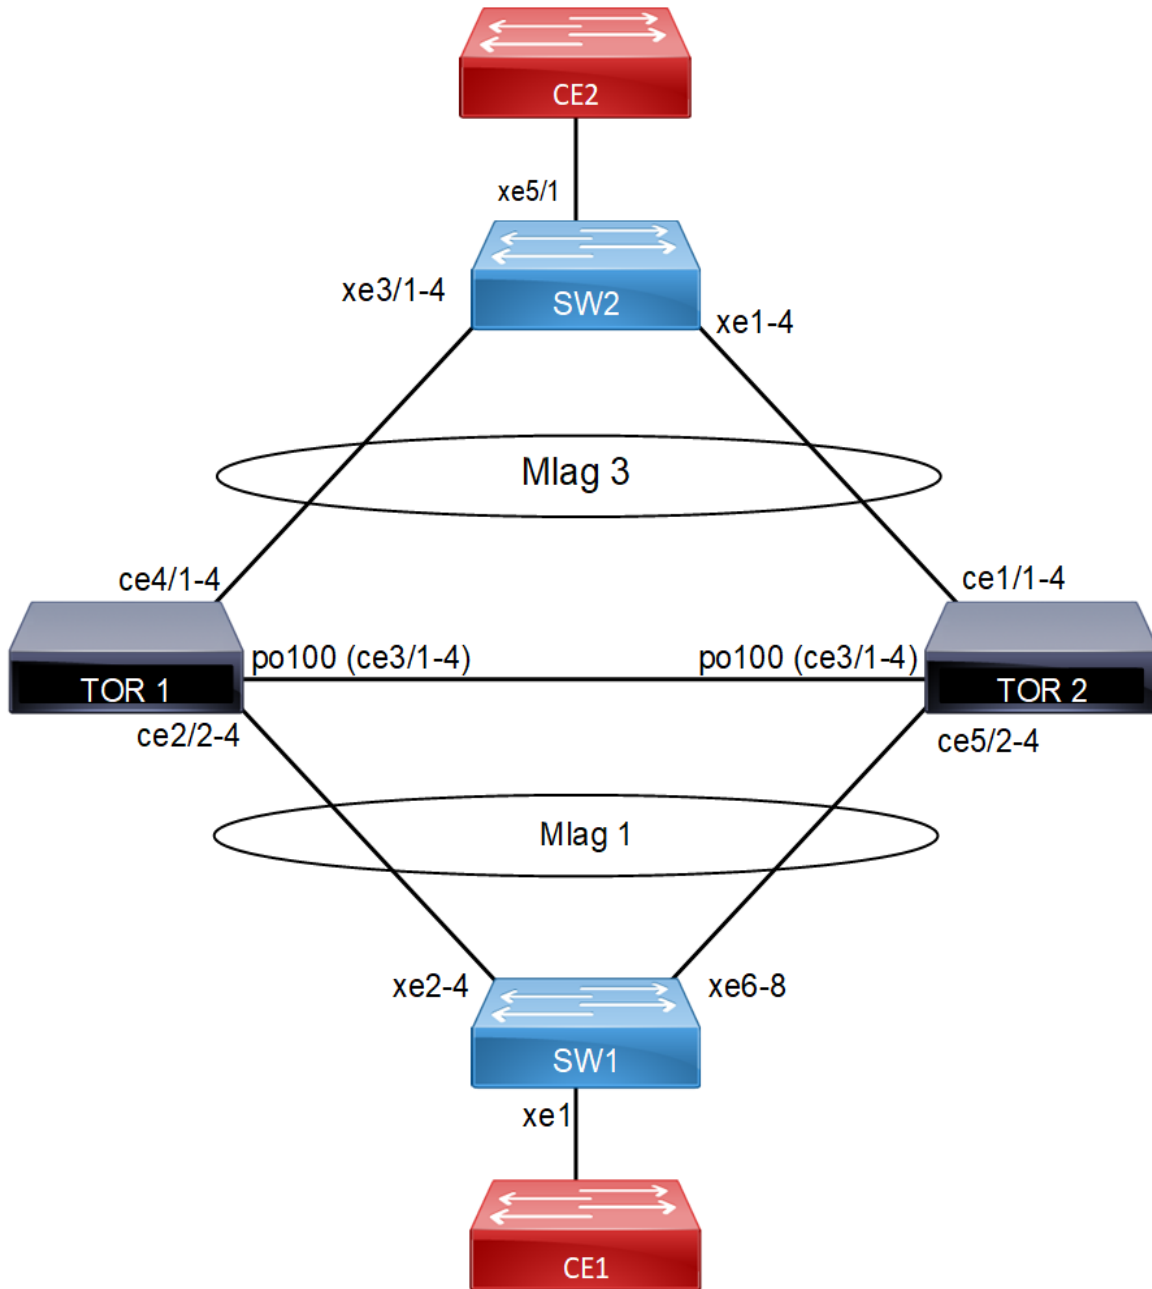 CE2
xe5/1
xe3/1-4
SW2
xe1-4
Mlag 3
ce4/1-4
ce1/1-4
po100 (ce3/1-4)
po100 (ce3/1-4)
TOR 1
TOR 2
ce2/2-4
ce5/2-4
Mlag 1
xe2-4
xe6-8
SW1
xe1
CE1